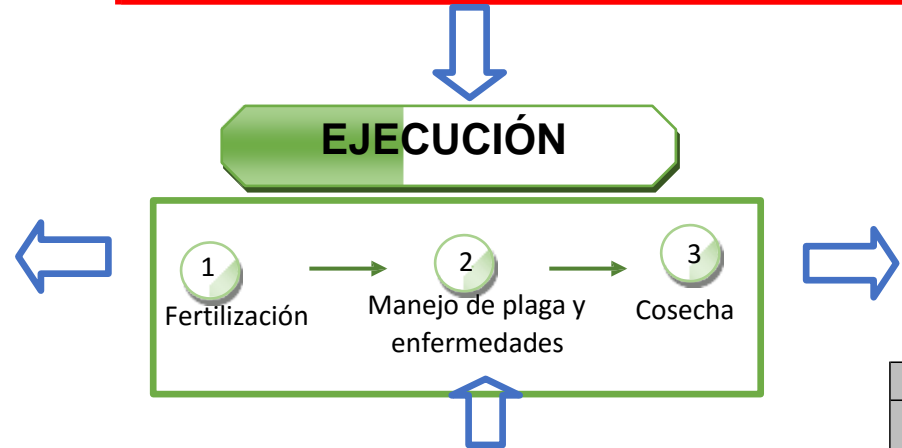 EJECUCIÓN
1
2
3
Fertilización
Manejo de plaga y
enfermedades
Cosecha